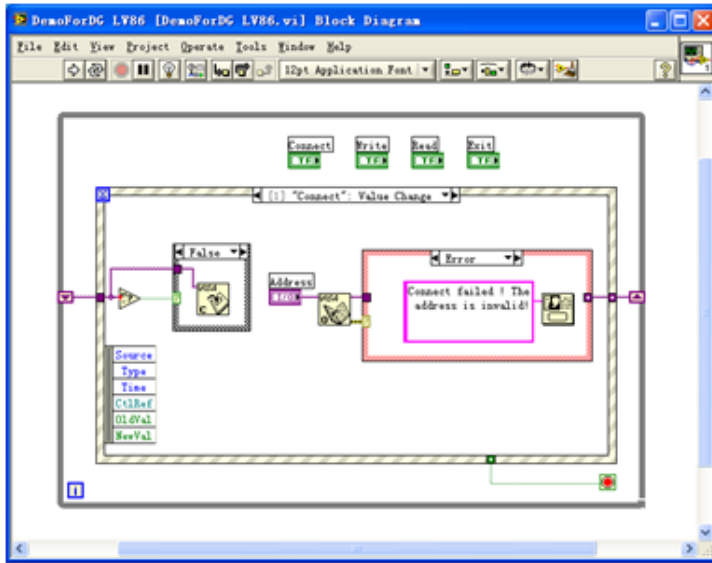 DemoForDG LV86 [DemoForDG LV86.vi] Block Diagram
File Edit View Project Operate Tools Window Help
12pt Application Font
1
Connect Write Read Exit
TF TF TF TF
[1] "Connect": Value Change
False
Error
Address
I/O
Connect failed ! The
address is invalid!
C
O
Source
Type
Time
CtlRef
OldVal
NewVal
i